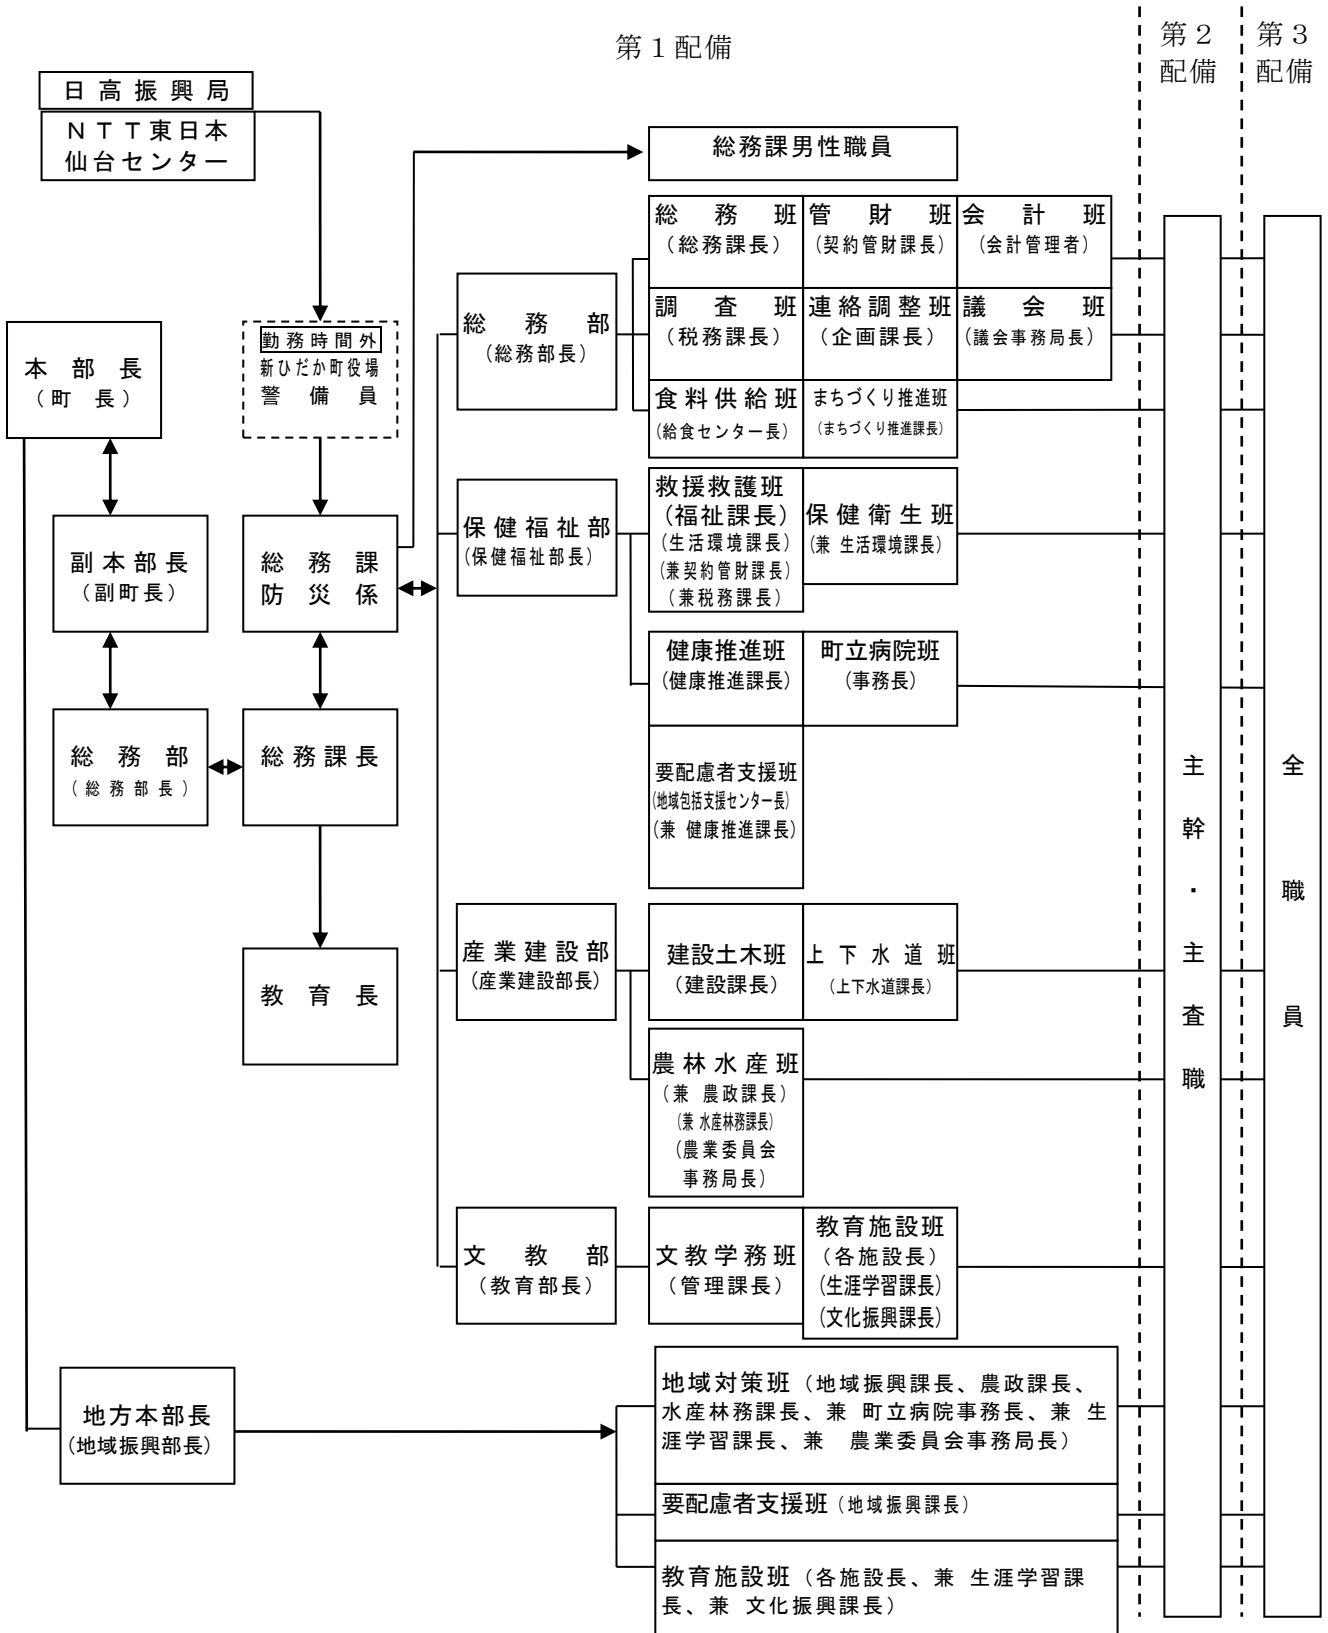 第１配備
第２
配備
第３
配備
日高振興局
ＮＴＴ東日本
仙台センター
勤務時間外
新ひだか町役場
警備員
本部長
（町長）
副本部長
（副町長）
総務部
（総務部長）
総務課
防災係
総務課長
教育長
総務課男性職員
総務部
（総務部長）
総務班
（総務課長）
管財班
（契約管財課長）
会計班
（会計管理者）
調査班
（税務課長）
連絡調整班
（企画課長）
議会班
（議会事務局長）
食料供給班
（給食センター長）
まちづくり推進班
（まちづくり推進課長）
保健福祉部
（保健福祉部長）
救援救護班
（福祉課長）
（生活環境課長）
（兼契約管財課長）
（兼税務課長）
保健衛生班
（兼 生活環境課長）
健康推進班
（健康推進課長）
町立病院班
（事務長）
要配慮者支援班
（地域包括支援センター長）
（兼 健康推進課長）
産業建設部
（産業建設部長）
建設土木班
（建設課長）
上下水道班
（上下水道課長）
農林水産班
（兼 農政課長）
（兼 水産林務課長）
（農業委員会
事務局長）
文教部
（教育部長）
文教学務班
（管理課長）
教育施設班
（各施設長）
（生涯学習課長）
（文化振興課長）
地方本部長
（地域振興部長）
地域対策班（地域振興課長、農政課長、
水産林務課長、兼 町立病院事務長、兼 生
涯学習課長、兼　農業委員会事務局長）
要配慮者支援班（地域振興課長）
教育施設班（各施設長、兼 生涯学習課
長、兼 文化振興課長）
主幹・主査職
全職員